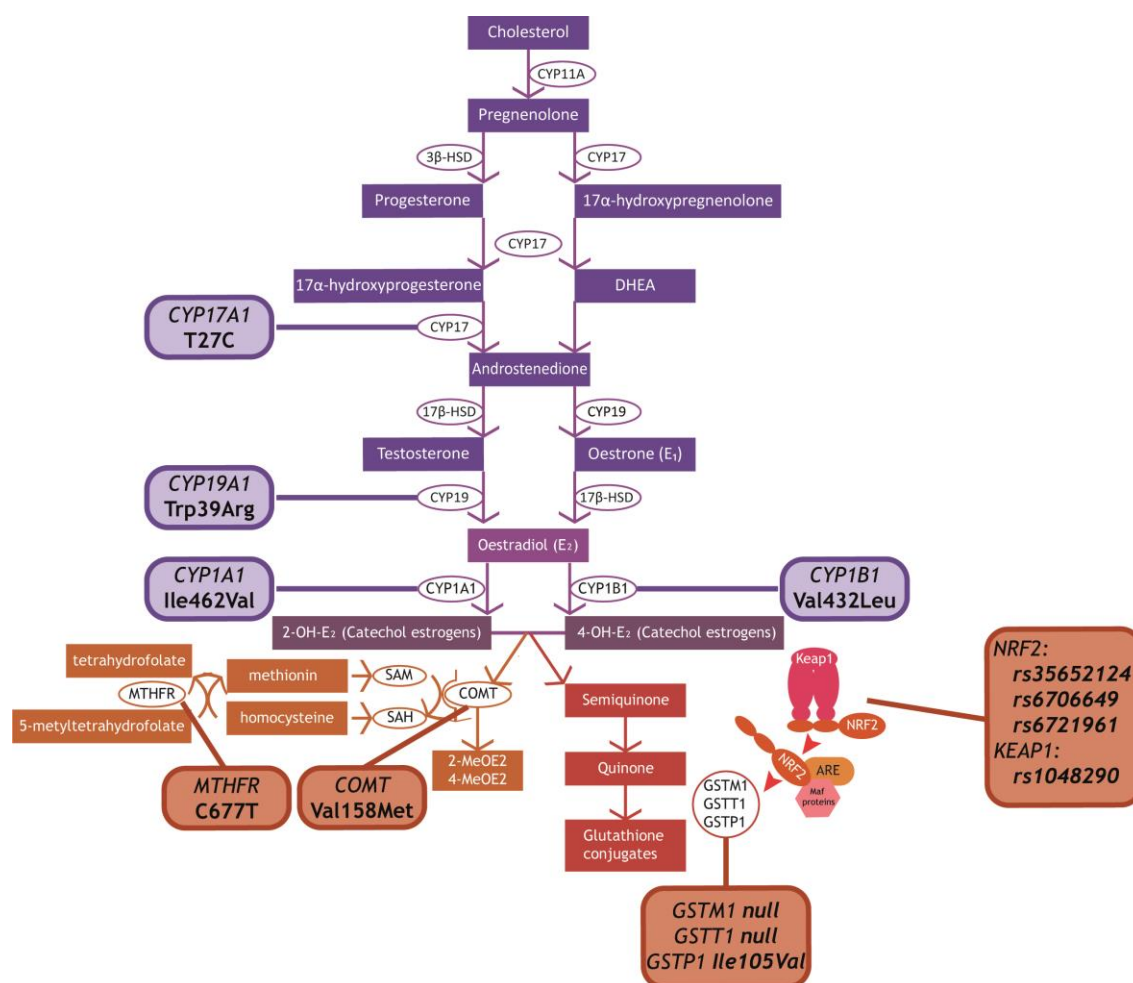 Cholesterol
CYP11A
Pregnenolone
3β-HSD
CYP17
Progesterone
17α-hydroxypregnenolone
CYP17
17α-hydroxyprogesterone
DHEA
CYP17A1
T27C
CYP17
Androstenedione
17β-HSD
CYP19
Testosterone
Oestrone (E₁)
CYP19A1
Trp39Arg
CYP19
17β-HSD
Oestradiol (E₂)
CYP1A1
Ile462Val
CYP1A1
CYP1B1
CYP1B1
Val432Leu
2-OH-E₂ (Catechol estrogens)
4-OH-E₂ (Catechol estrogens)
tetrahydrofolate
MTHFR
5-metyltetrahydrofolate
methionin
homocysteine
SAM
SAH
COMT
2-MeOE2
4-MeOE2
MTHFR
C677T
COMT
Val158Met
Semiquinone
Quinone
Glutathione
conjugates
Keap1
NRF2
NRF2
ARE
Maf
proteins
GSTM1
GSTT1
GSTP1
NRF2:
rs35652124
rs6706649
rs6721961
KEAP1:
rs1048290
GSTM1 null
GSTT1 null
GSTP1 Ile105Val